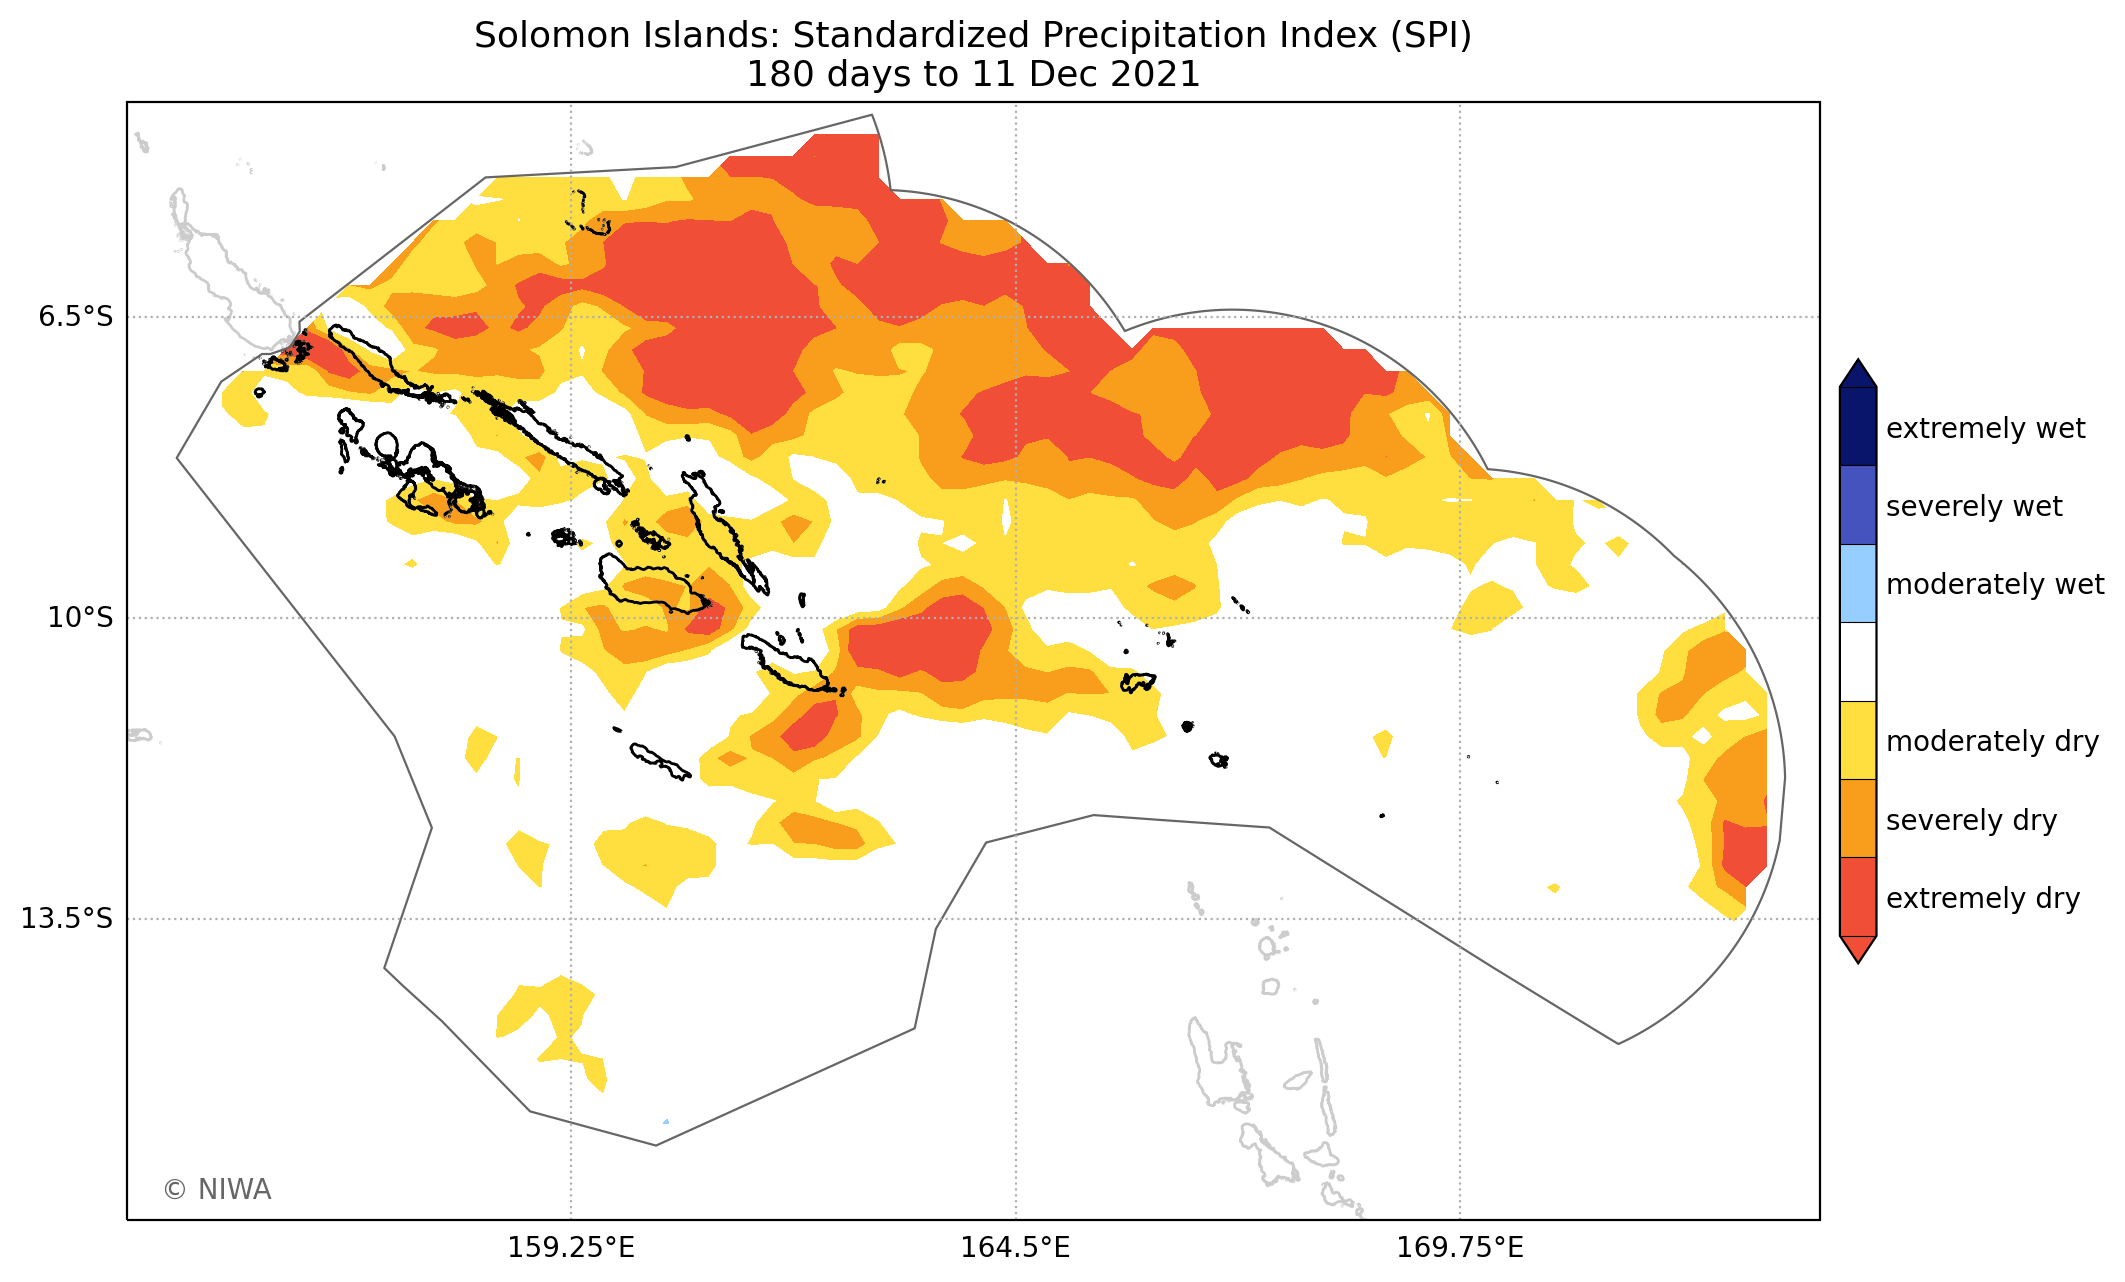 Solomon Islands: Standardized Precipitation Index (SPI)
180 days to 11 Dec 2021
6.5°S
10°S
13.5°S
159.25°E
164.5°E
169.75°E
extremely wet
severely wet
moderately wet
moderately dry
severely dry
extremely dry
© NIWA